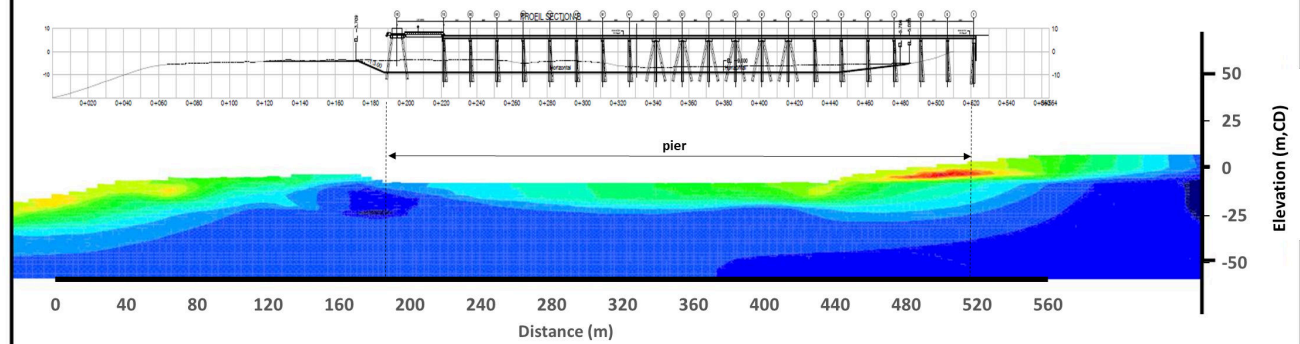 PROFIL SECTION-B
10
0
-10
10
0
-10
0+020 0+040 0+060 0+080 0+100 0+120 0+140 0+160 0+180 0+200 0+220 0+240 0+260 0+280 0+300 0+320 0+340 0+360 0+380 0+400 0+420 0+440 0+460 0+480 0+500 0+520 0+540
Horizontal
Horizontal
pier
50
25
0
-25
-50
Elevation (m,CD)
0 40 80 120 160 200 240 280 320 360 400 440 480 520 560
Distance (m)